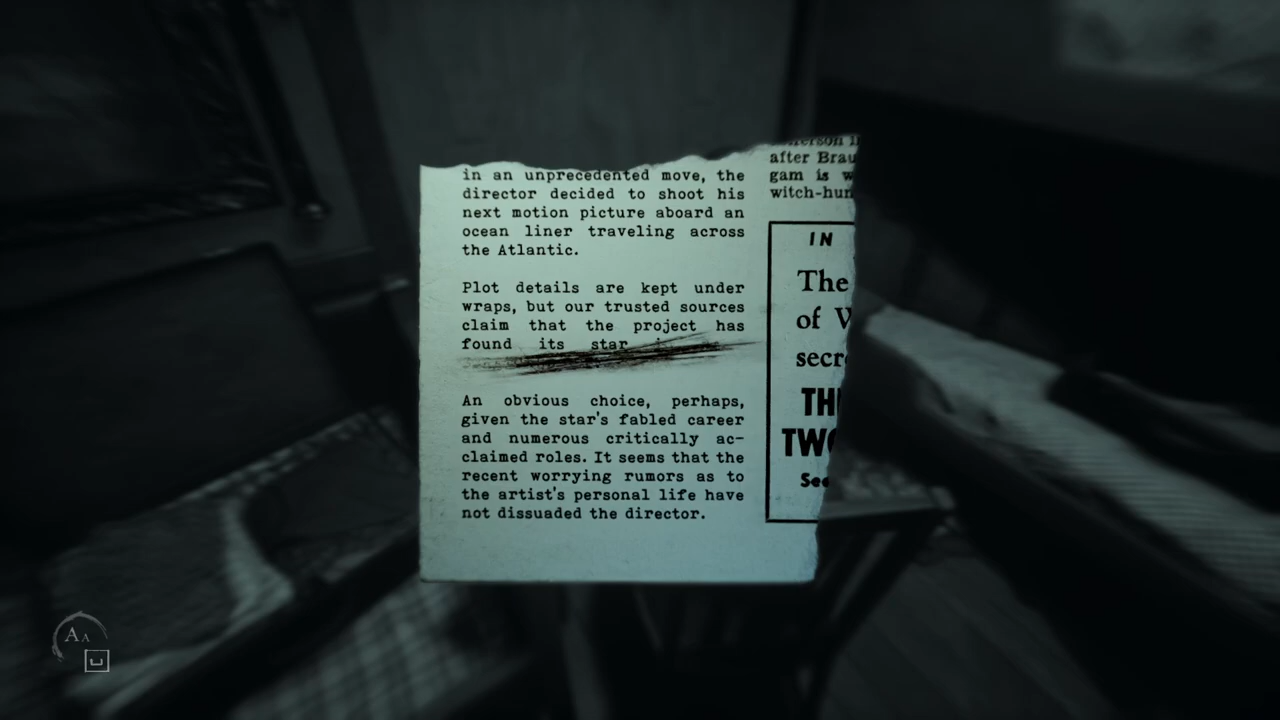 in an unprecedented move, the
director decided to shoot his
next motion picture aboard an
ocean liner traveling across
the Atlantic.
Plot details are kept under
wraps, but our trusted sources
claim that the project has
found its star
An obvious choice, perhaps,
given the star's fabled career
and numerous critically ac-
claimed roles. It seems that the
recent worrying rumors as to
the artist's personal life have
not dissuaded the director.
after Brau
gam is w
witch-hun
IN
The
of
secr
TH
TWO
See
AA